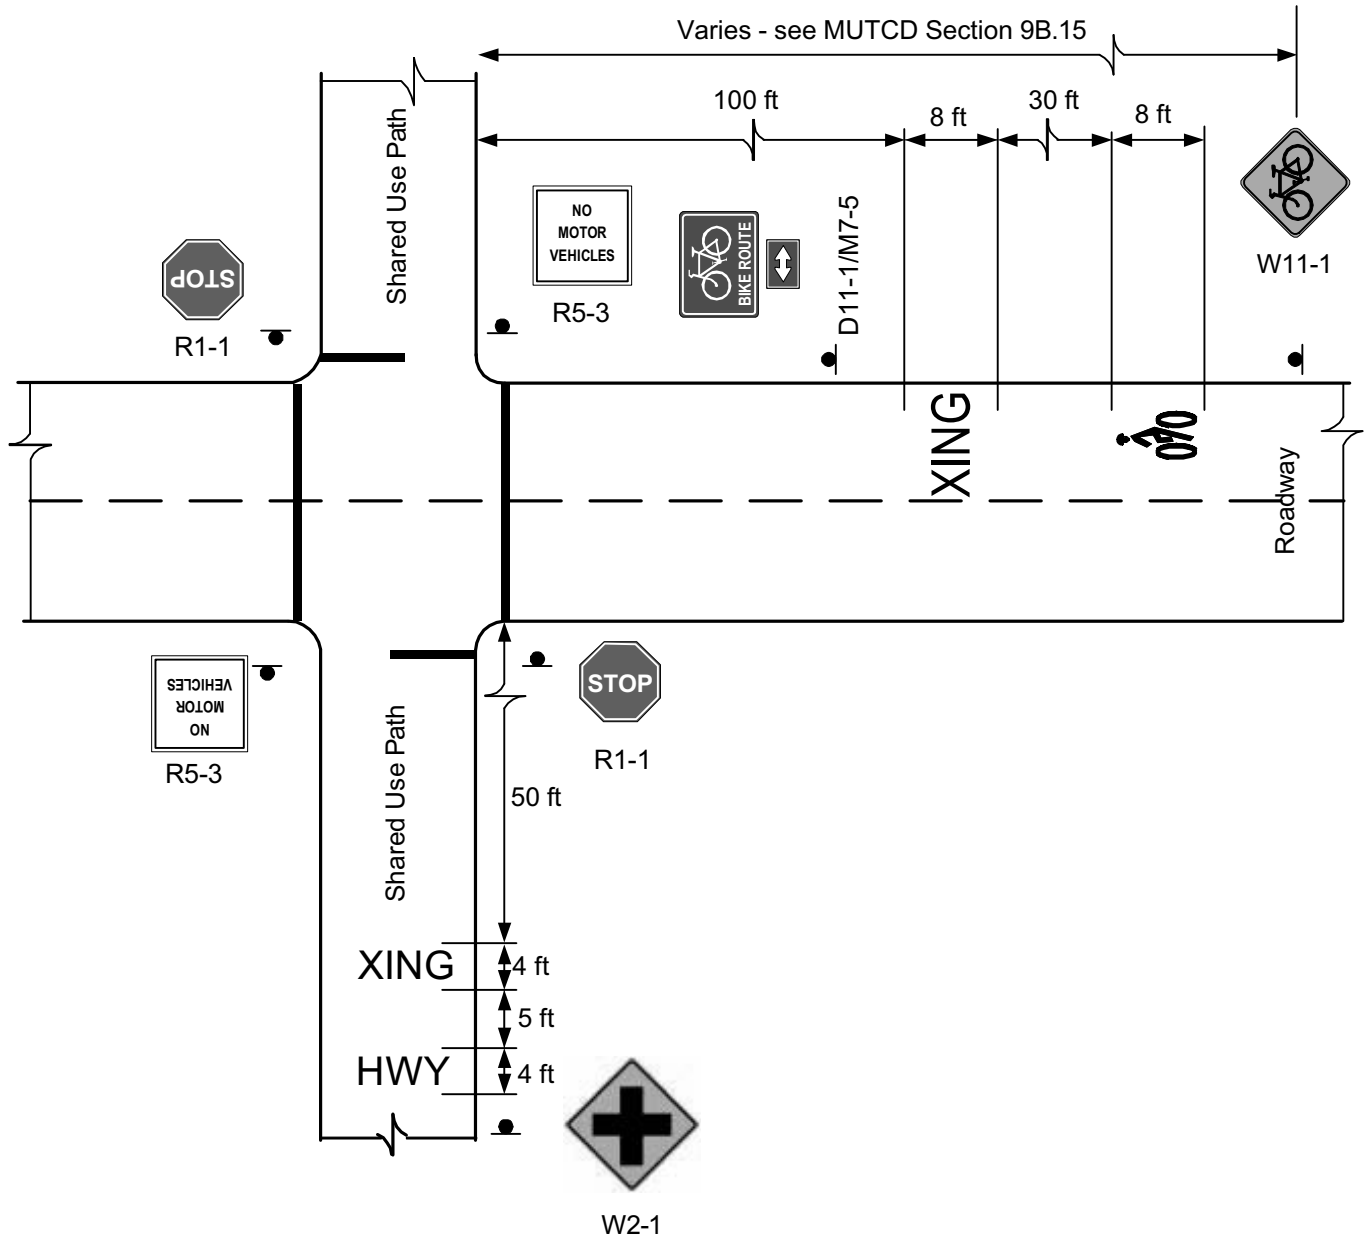 Varies - see MUTCD Section 9B.15
100 ft
8 ft
30 ft
8 ft
Shared Use Path
NO
MOTOR
VEHICLES
R5-3
BIKE ROUTE
D11-1/M7-5
W11-1
STOP
R1-1
XING
Roadway
NO
MOTOR
VEHICLES
R5-3
STOP
R1-1
Shared Use Path
50 ft
XING
4 ft
5 ft
HWY
4 ft
W2-1